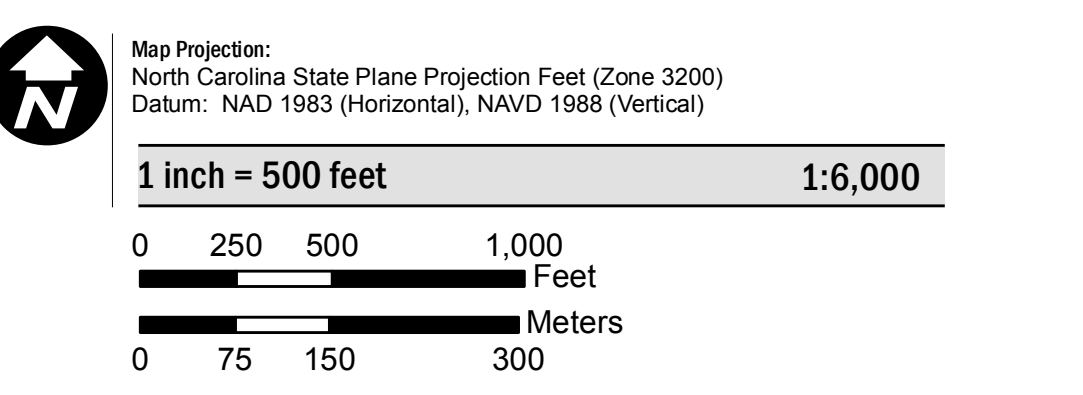 N
Map Projection:
North Carolina State Plane Projection Feet (Zone 3200)
Datum: NAD 1983 (Horizontal), NAVD 1988 (Vertical)
1 inch = 500 feet 1:6,000
0 250 500 1,000
Feet
Meters
0 75 150 300